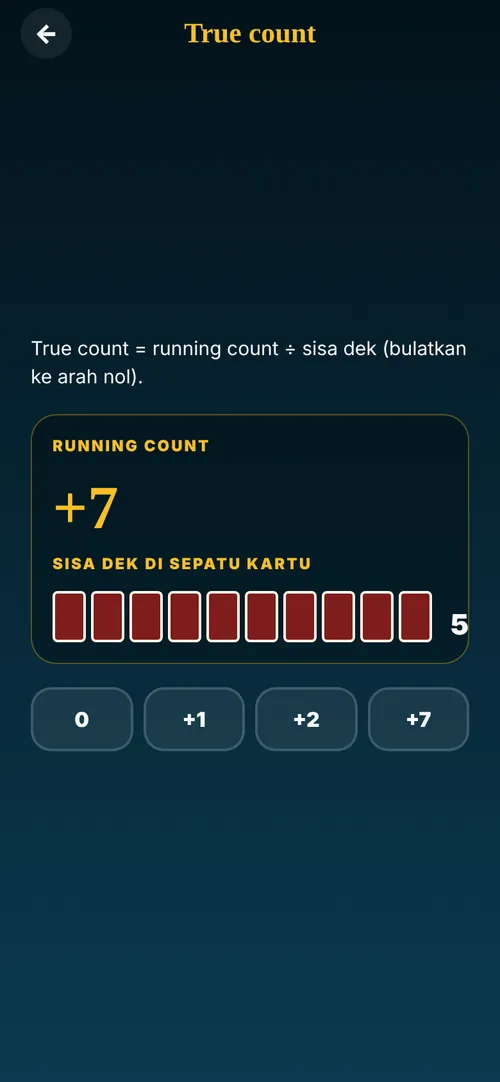 True count
True count = running count ÷ sisa dek (bulatkan
ke arah nol).
RUNNING COUNT
+7
SISA DEK DI SEPATU KARTU
5
0
+1
+2
+7